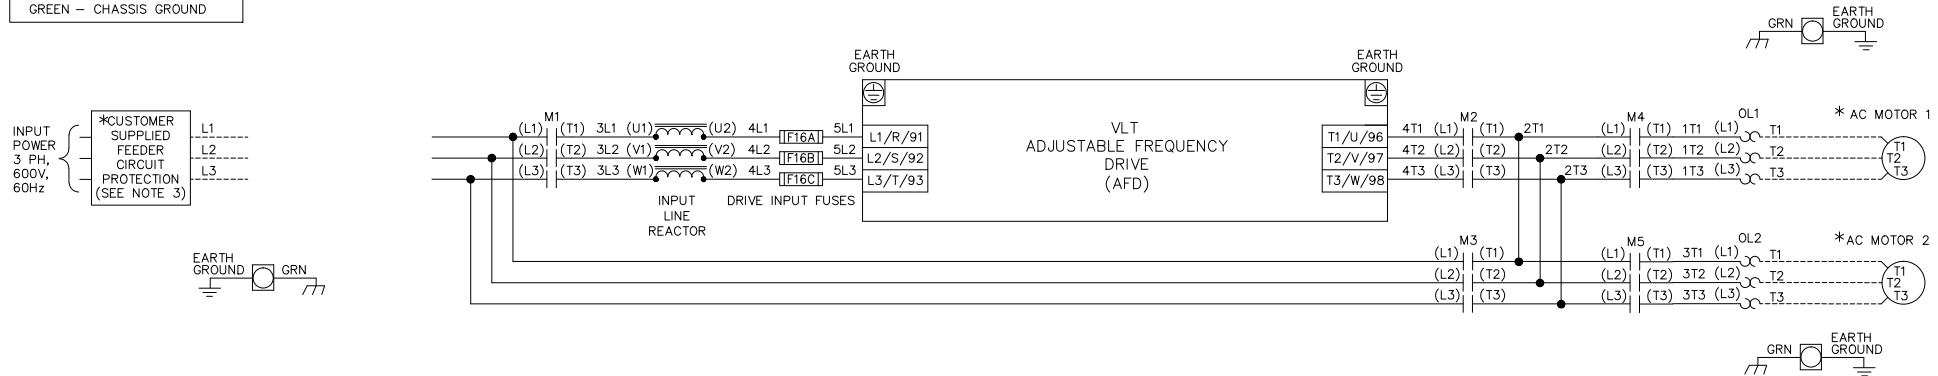 GREEN – CHASSIS GROUND
GRN
EARTH
GROUND
EARTH
GROUND
EARTH
GROUND
INPUT
POWER
3 PH,
600V,
60Hz
*CUSTOMER
SUPPLIED
FEEDER
CIRCUIT
PROTECTION
(SEE NOTE 3)
L1
L2
L3
M1
(L1) (T1) 3L1 (U1) (U2) 4L1 F16A 5L1 L1/R/91
(L2) (T2) 3L2 (V1) (V2) 4L2 F16B 5L2 L2/S/92
(L3) (T3) 3L3 (W1) (W2) 4L3 F16C 5L3 L3/T/93
INPUT
LINE
REACTOR
DRIVE INPUT FUSES
VLT
ADJUSTABLE FREQUENCY
DRIVE
(AFD)
M2 M4 OL1 * AC MOTOR 1
T1/U/96 4T1 (L1) (T1) 2T1 (L1) (T1) 1T1 (L1) T1
T2/V/97 4T2 (L2) (T2) 2T2 (L2) (T2) 1T2 (L2) T2
T3/W/98 4T3 (L3) (T3) 2T3 (L3) (T3) 1T3 (L3) T3
T1
T2
T3
M3 M5 OL2 *AC MOTOR 2
(L1) (T1) (L1) (T1) 3T1 (L1) T1
(L2) (T2) (L2) (T2) 3T2 (L2) T2
(L3) (T3) (L3) (T3) 3T3 (L3) T3
T1
T2
T3
EARTH
GROUND
GRN
GRN
EARTH
GROUND